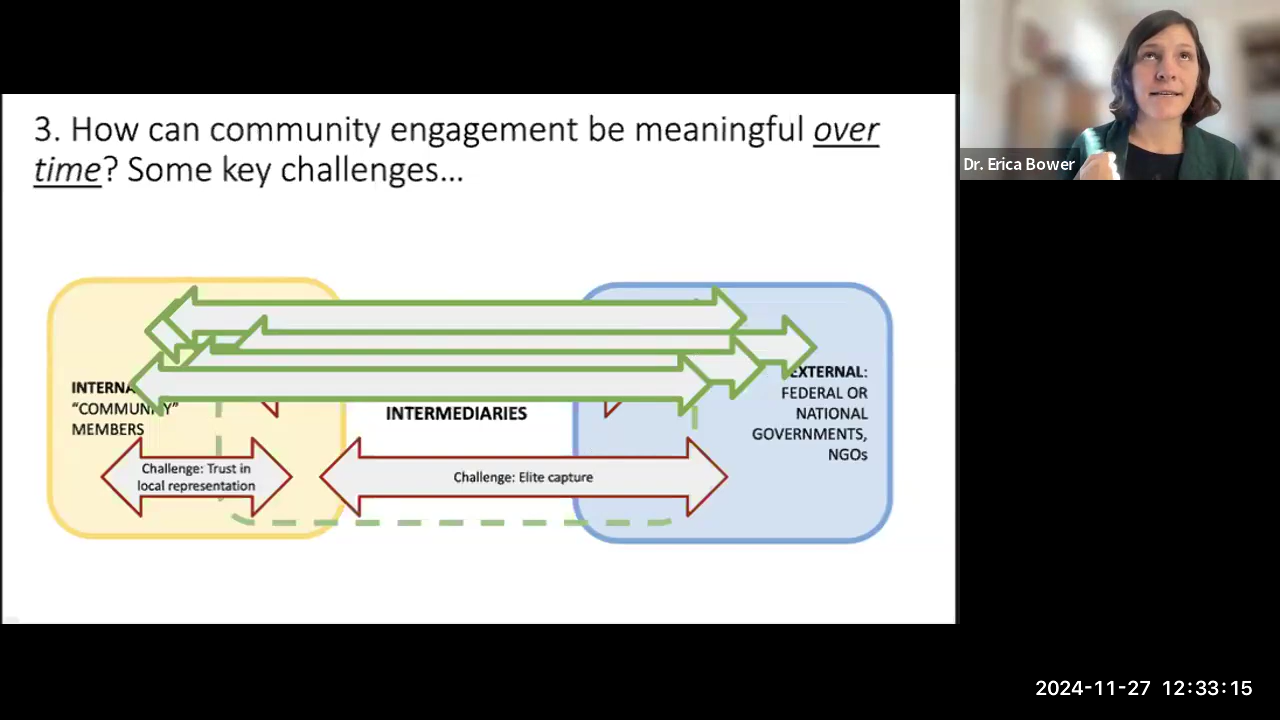 3. How can community engagement be meaningful over
time? Some key challenges...
Dr. Erica Bower
INTERNA
"COMMUNITY"
MEMBERS
INTERMEDIARIES
EXTERNAL:
FEDERAL OR
NATIONAL
GOVERNMENTS,
NGOs
Challenge: Trust in
local representation
Challenge: Elite capture
2024-11-27 12:33:15